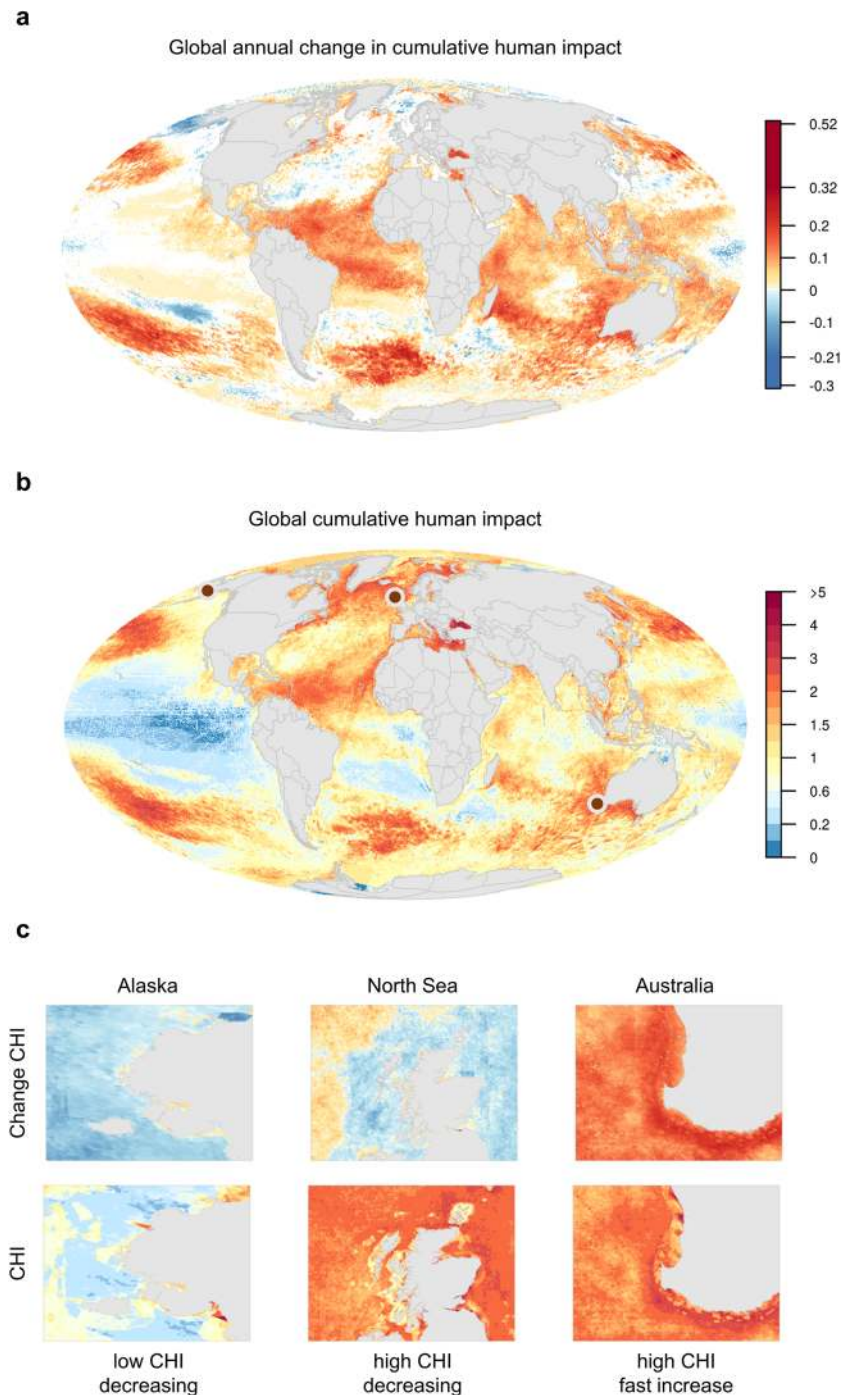 a
Global annual change in cumulative human impact
0.52
0.32
0.2
0.1
0
-0.1
-0.21
-0.3
b
Global cumulative human impact
>5
4
3
2
1.5
1
0.6
0.2
0
c
Alaska
North Sea
Australia
Change CHI
CHI
low CHI
decreasing
high CHI
decreasing
high CHI
fast increase